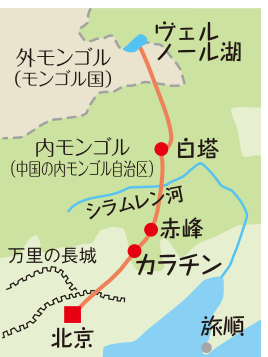 ヴェル
ノール湖
外モンゴル
(モンゴル国)
内モンゴル
(中国の内モンゴル自治区)
白塔
シラムレン河
赤峰
カラチン
万里の長城
北京
旅順